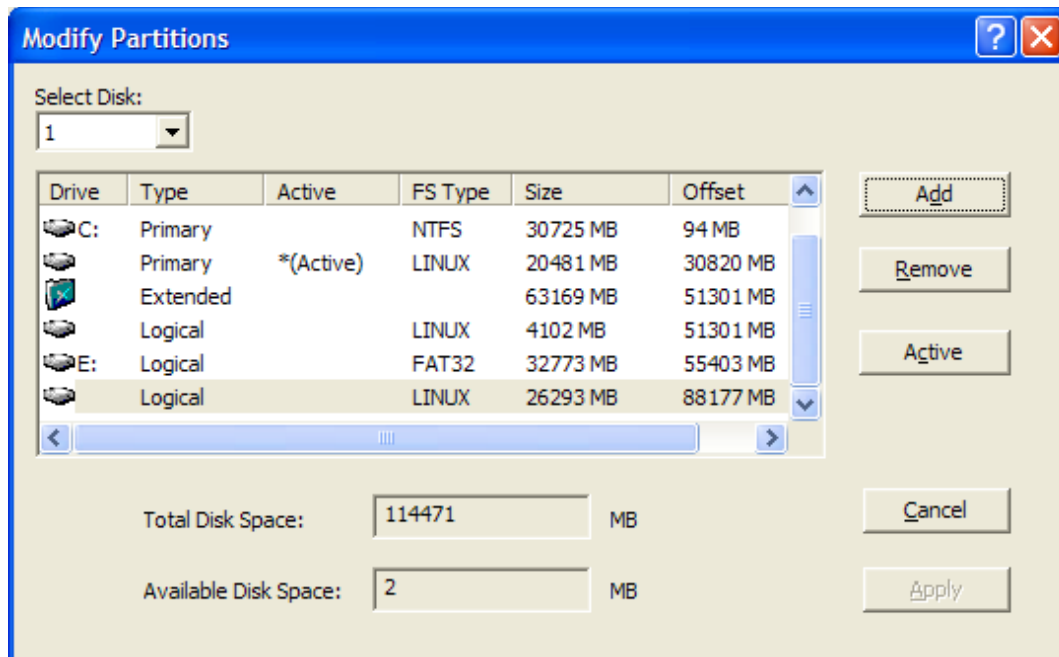 Modify Partitions
Select Disk:
1
Drive Type Active FS Type Size Offset
C: Primary NTFS 30725 MB 94 MB
Primary *(Active) LINUX 20481 MB 30820 MB
Extended 63169 MB 51301 MB
Logical LINUX 4102 MB 51301 MB
E: Logical FAT32 32773 MB 55403 MB
Logical LINUX 26293 MB 88177 MB
Add
Remove
Active
Total Disk Space: 114471 MB
Cancel
Available Disk Space: 2 MB
Apply